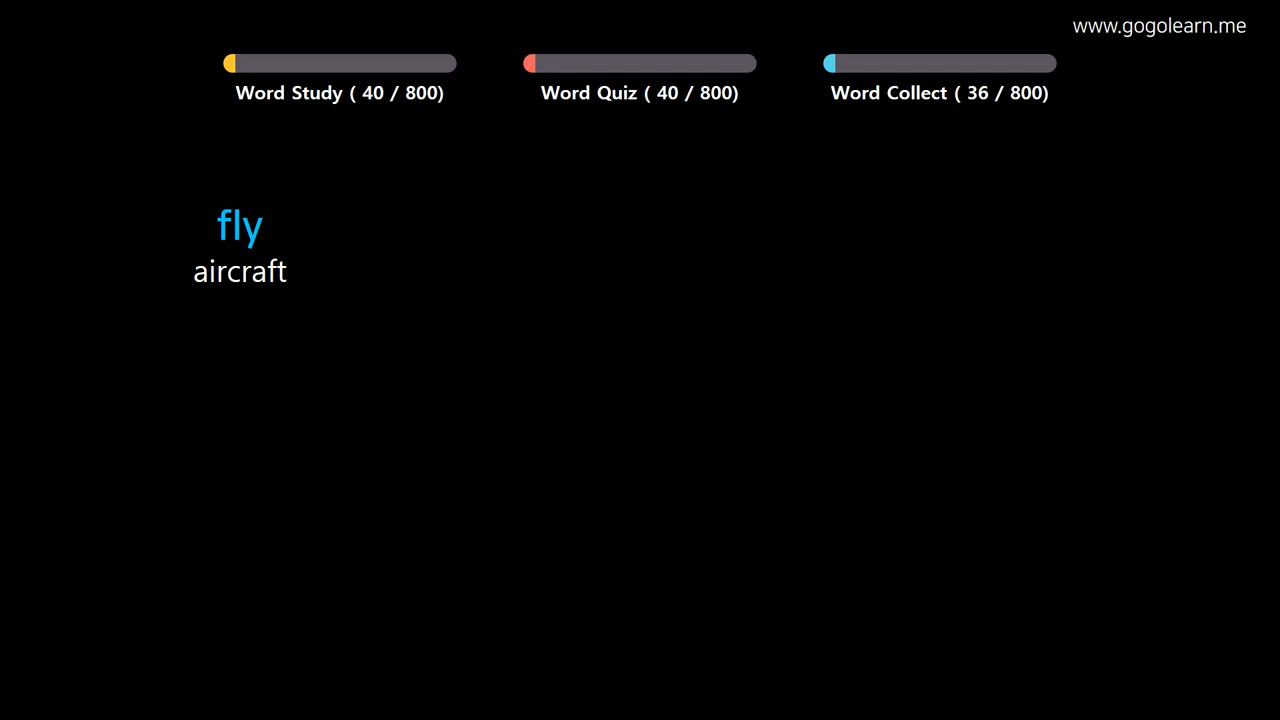 www.gogolearn.me
Word Study ( 40 / 800)
Word Quiz ( 40 / 800)
Word Collect ( 36 / 800)
fly
aircraft